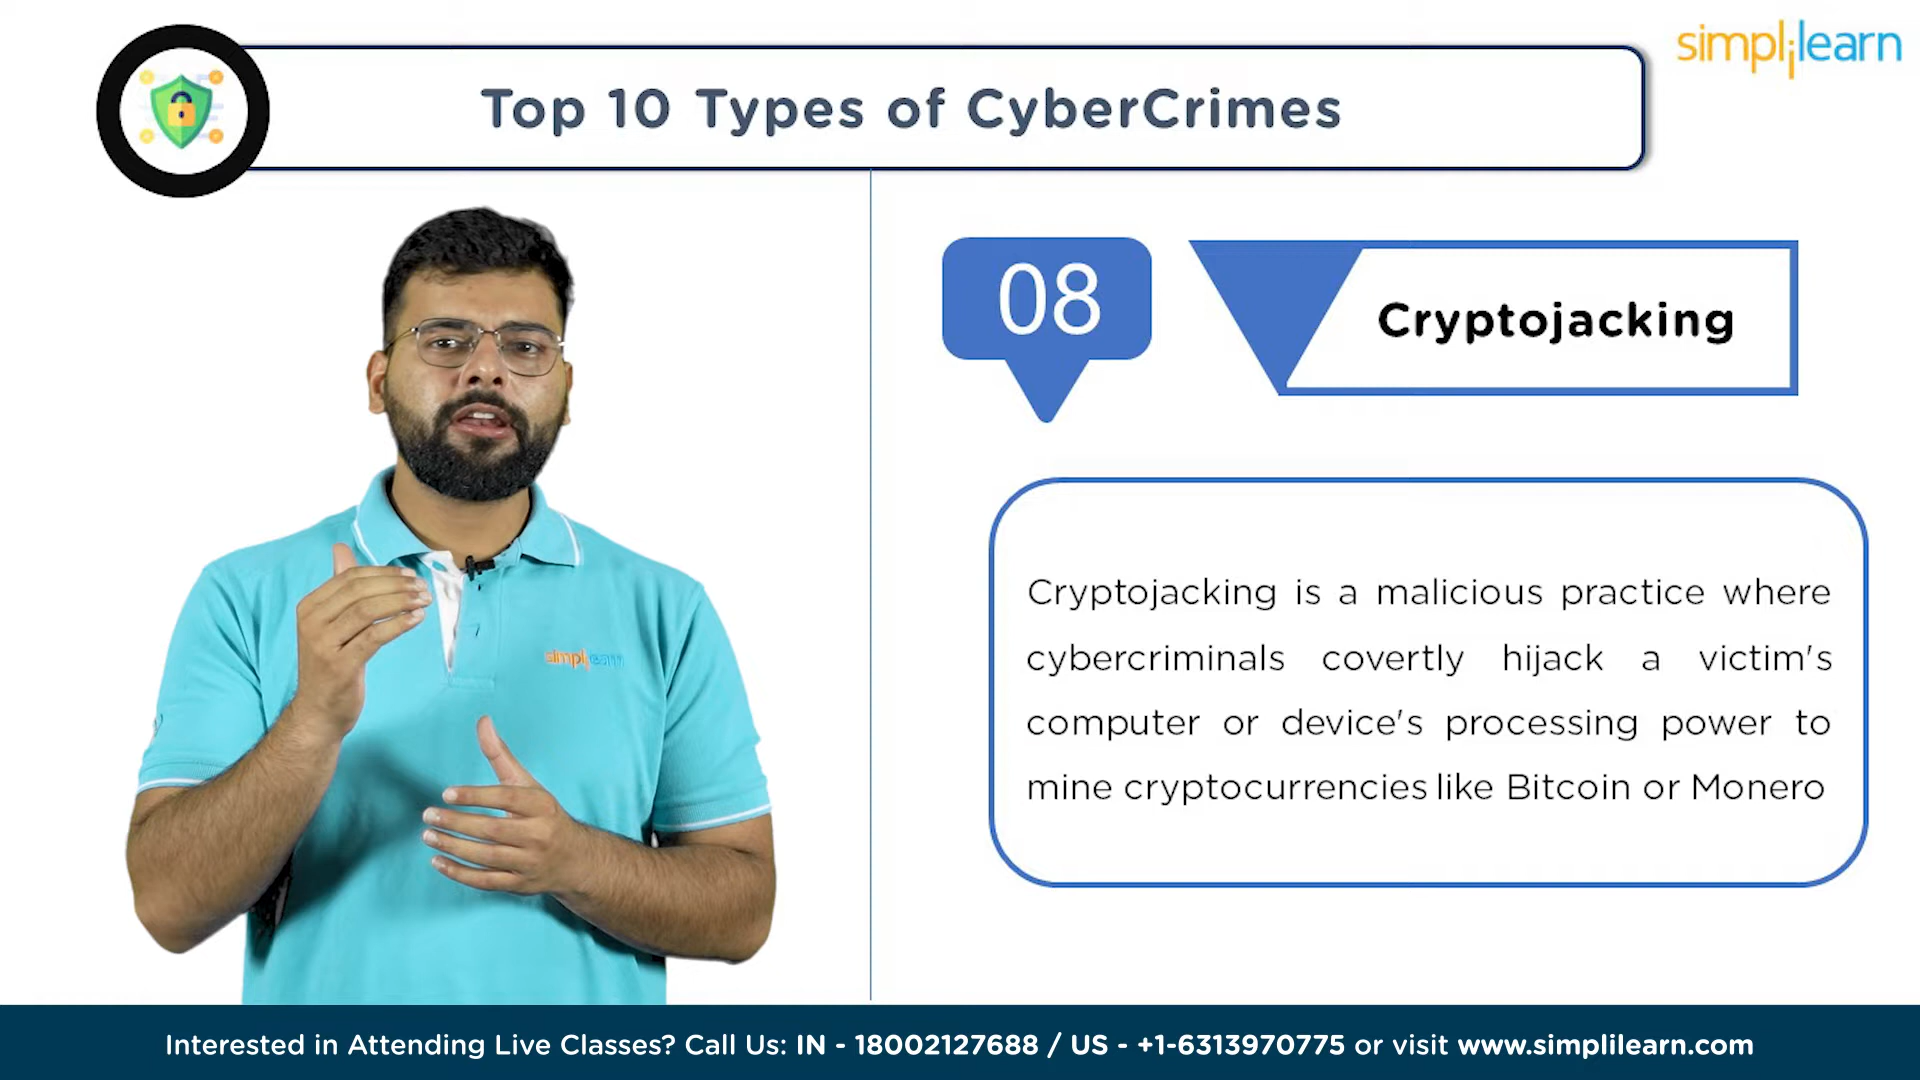 simplilearn
Top 10 Types of CyberCrimes
08
Cryptojacking
simplilearn
Cryptojacking is a malicious practice where
cybercriminals covertly hijack a victim's
computer or device's processing power to
mine cryptocurrencies like Bitcoin or Monero
Interested in Attending Live Classes? Call Us: IN - 18002127688 / US - +1-6313970775 or visit www.simplilearn.com